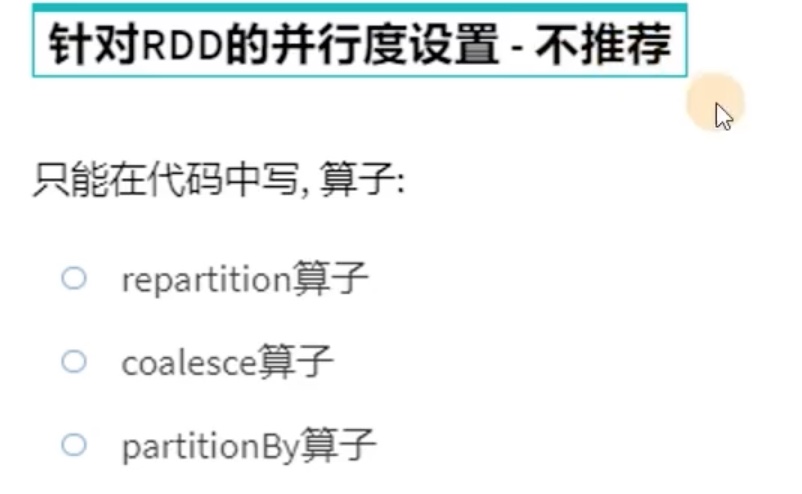 针对RDD的并行度设置 - 不推荐
只能在代码中写, 算子:
repartition算子
coalesce算子
partitionBy算子